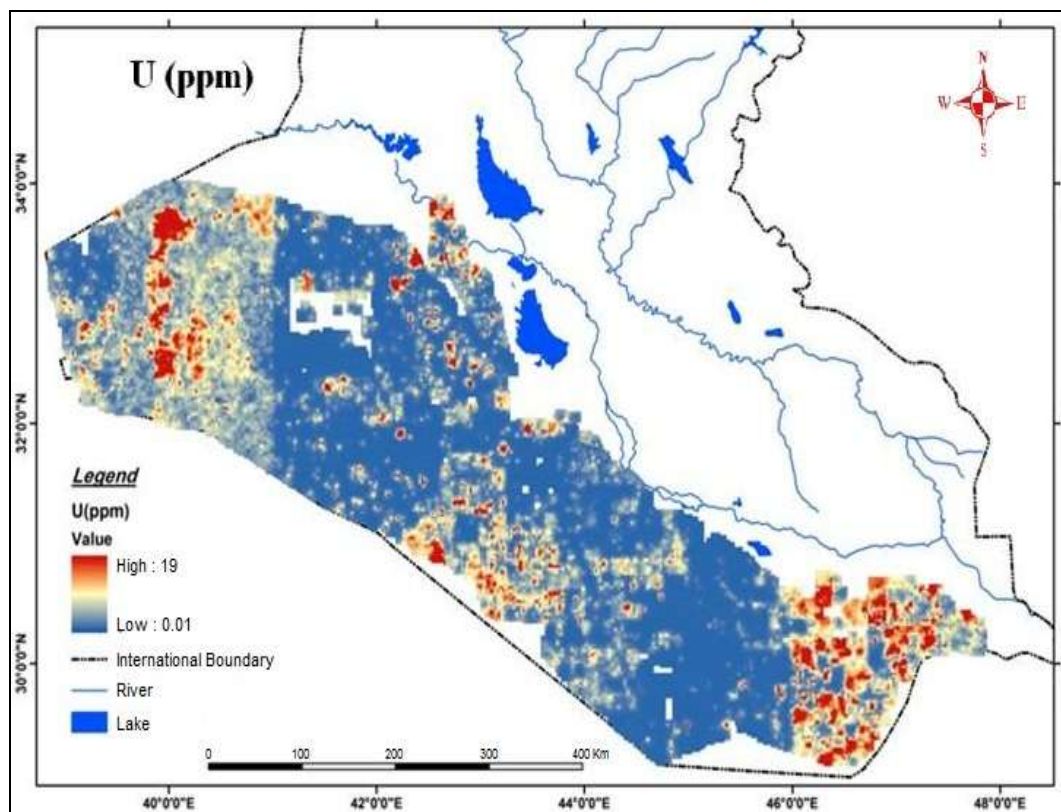 U (ppm)
N
W E
S
34°0'0"N
32°0'0"N
30°0'0"N
Legend
U(ppm)
Value
High : 19
Low : 0.01
International Boundary
River
Lake
0 100 200 300 400 Km
40°0'0"E 42°0'0"E 44°0'0"E 46°0'0"E 48°0'0"E